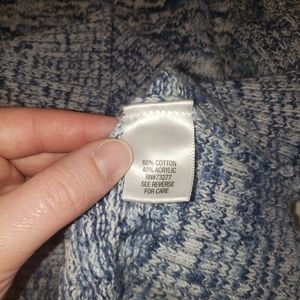 60% COTTON
40% ACRYLIC
RN#73277
SEE REVERSE
FOR CARE